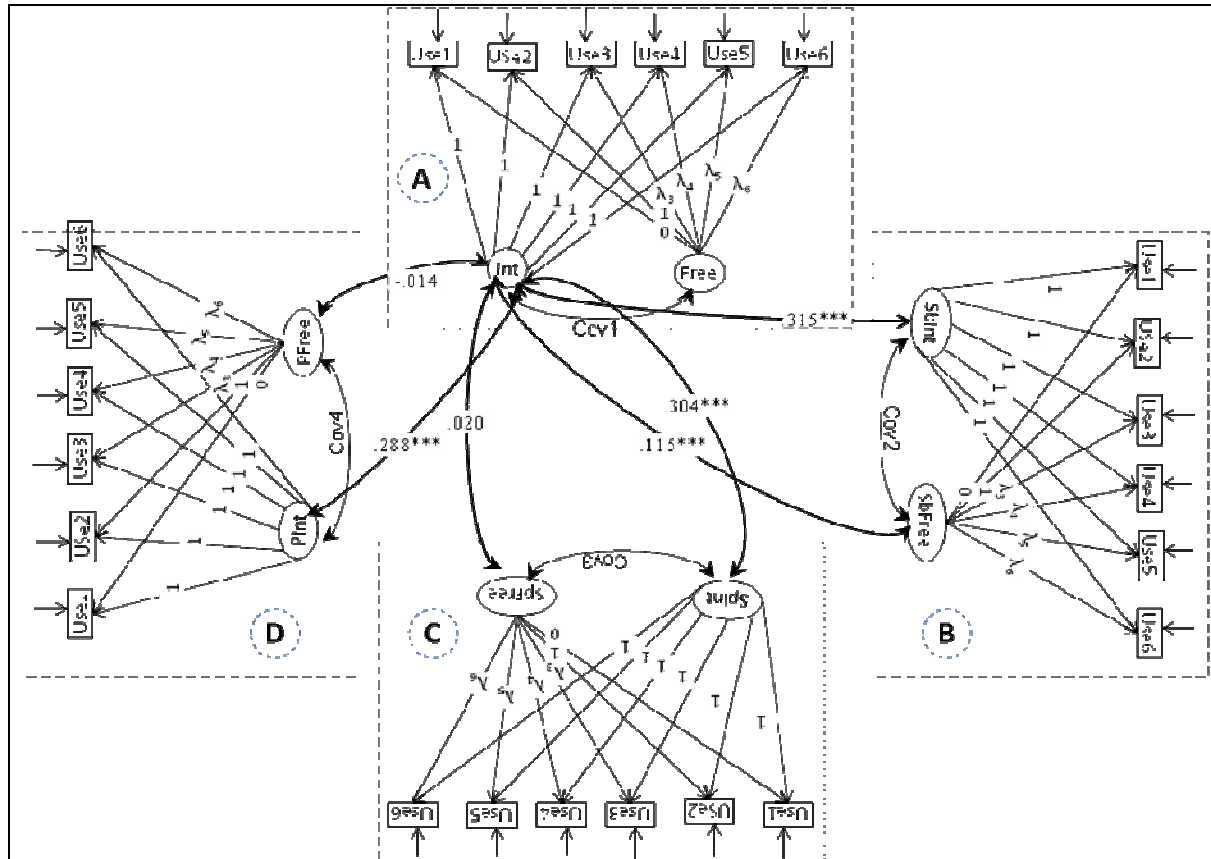 Use1 Use2 Use3 Use4 Use5 Use6
A
1 1 1 1 1 1
0 1 λ₃ λ₄ λ₅ λ₆
Int
Free
Ccv1
-.014
.315***
.304***
.020
.288***
.115***
D
Use6
Use5
Use4
Use3
Use2
Use1
λ₆
λ₅
λ₄
λ₃
1
0
PFree
Cov4
PInt
1
1
1
1
1
1
B
StInt
Cov2
SbFree
Use1
Use2
Use3
Use4
Use5
Use6
1
1
1
1
1
1
0 1 λ₃ λ₄
λ₅
λ₆
C
SpFree
Cov3
SpInt
0
1
λ₃
λ₄
λ₅
λ₆
1 1 1 1 1 1
Use6 Use5 Use4 Use3 Use2 Use1